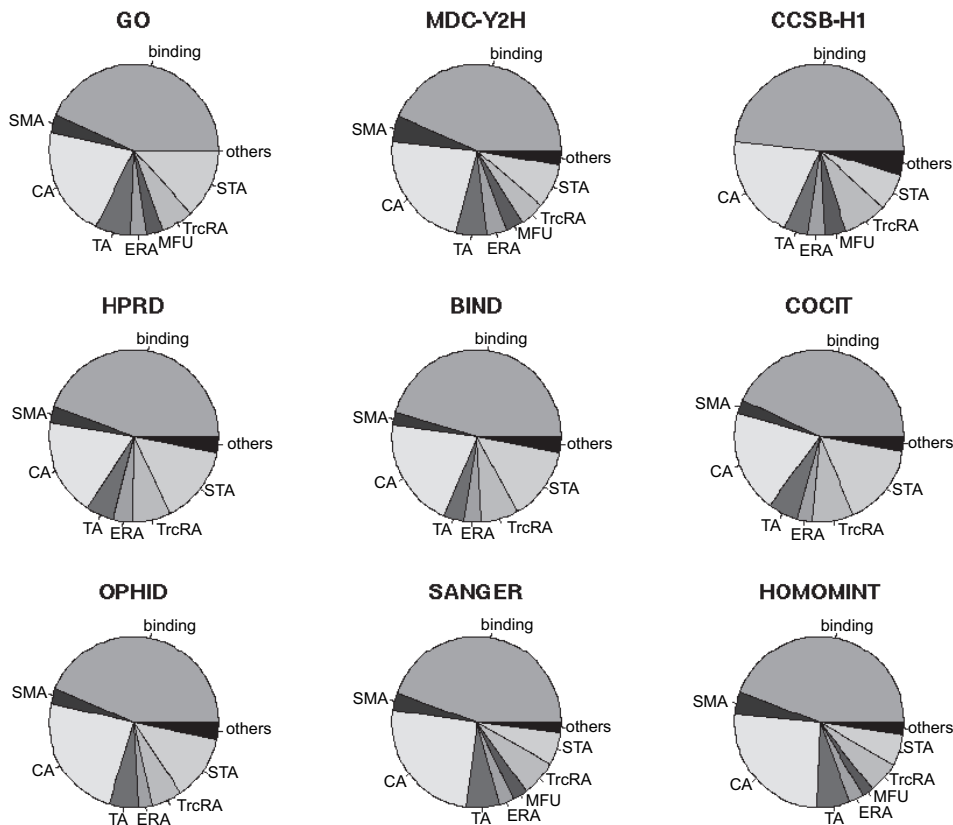 GO
MDC-Y2H
CCSB-H1
binding
binding
binding
SMA
SMA
others
others
others
CA
STA
CA
STA
CA
STA
TA
ERA
MFU
TrcRA
TA
ERA
MFU
TrcRA
TA
ERA
MFU
TrcRA
HPRD
BIND
COCIT
binding
binding
binding
SMA
SMA
SMA
others
others
others
CA
STA
CA
STA
CA
STA
TA
ERA
TrcRA
TA
ERA
TrcRA
TA
ERA
TrcRA
OPHID
SANGER
HOMOMINT
binding
binding
binding
SMA
SMA
SMA
others
others
others
CA
STA
CA
STA
CA
STA
TA
ERA
TrcRA
TA
ERA
MFU
TrcRA
TA
ERA
MFU
TrcRA